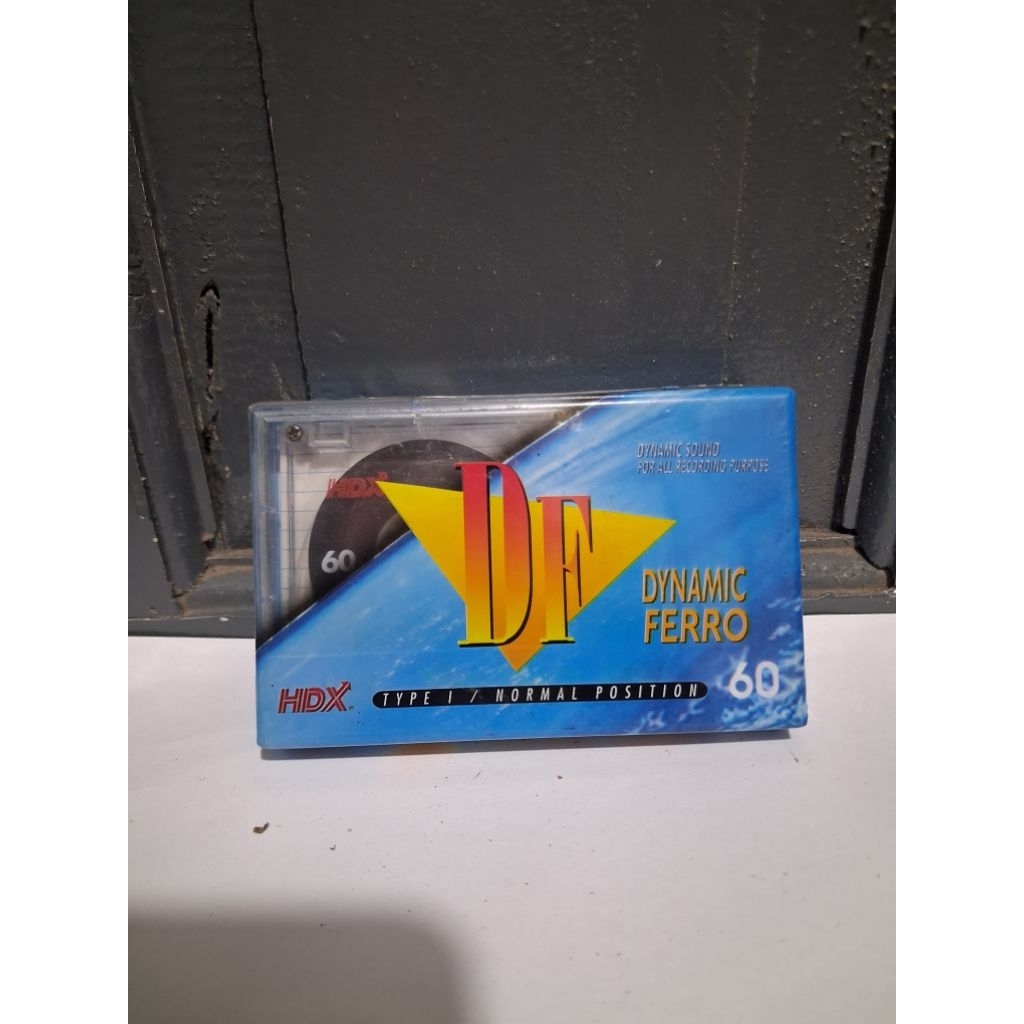 DYNAMIC SOUND
FOR ALL RECORDING PURPOSE
HDX
60
DF
DYNAMIC
FERRO
60
HDX
TYPE I / NORMAL POSITION